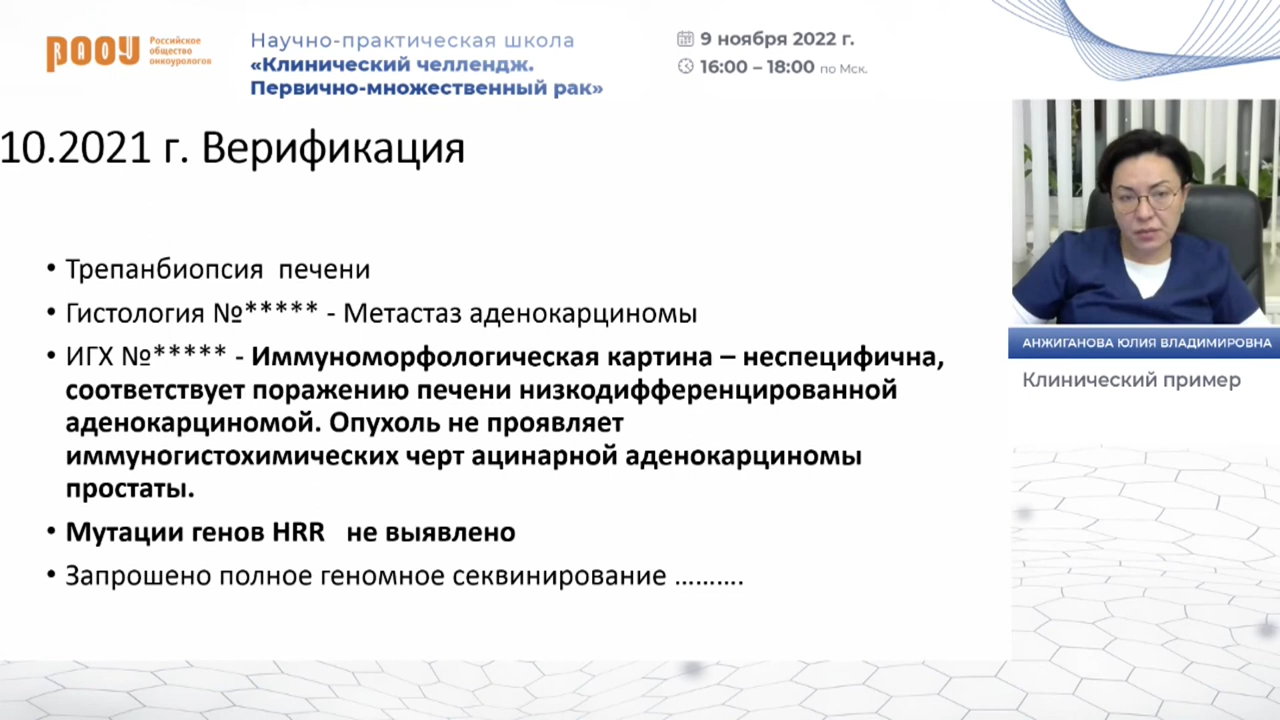 РАОУ
Российское
общество
онкоурологов
Научно-практическая школа
«Клинический челлендж.
Первично-множественный рак»
9 ноября 2022 г.
16:00 – 18:00 по Мск.
10.2021 г. Верификация
• Трепанбиопсия печени
• Гистология №***** - Метастаз аденокарциномы
• ИГХ №***** - Иммуноморфологическая картина – неспецифична,
соответствует поражению печени низкодифференцированной
аденокарциномой. Опухоль не проявляет
иммуногистохимических черт ацинарной аденокарциномы
простаты.
• Мутации генов HRR не выявлено
• Запрошено полное геномное секвинирование ……….
АНЖИГАНОВА ЮЛИЯ ВЛАДИМИРОВНА
Клинический пример